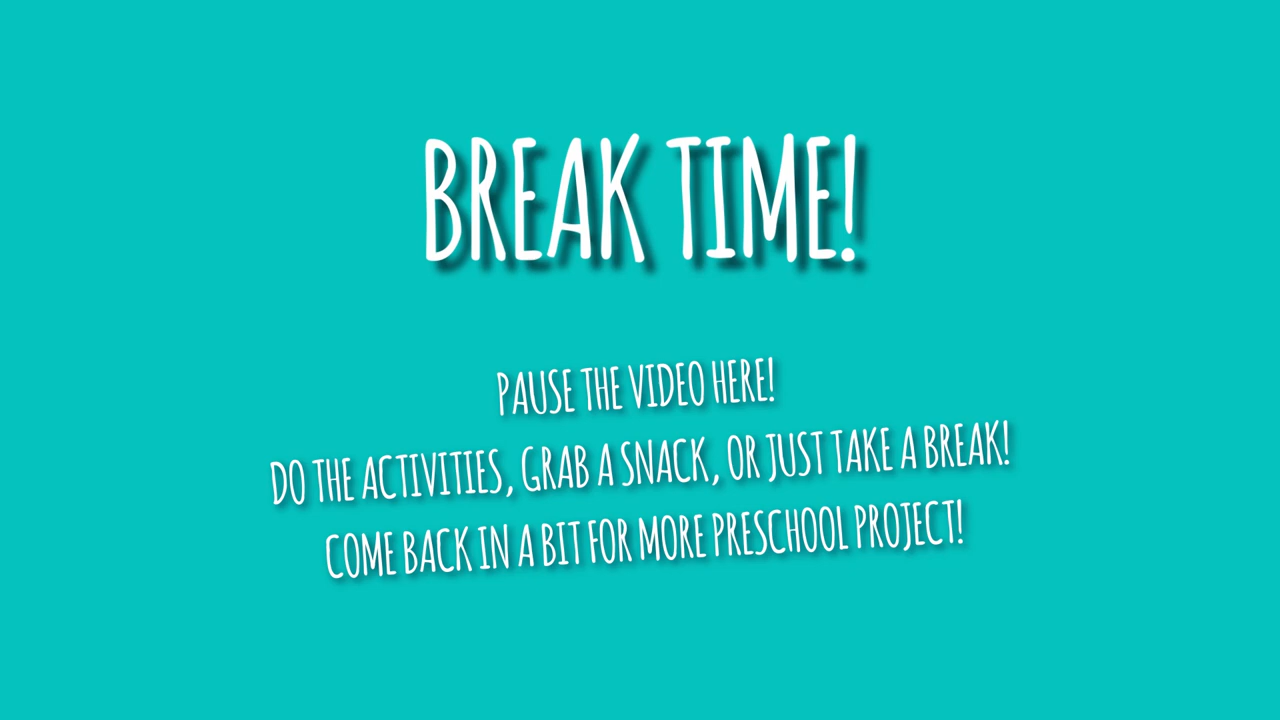 BREAK TIME!
PAUSE THE VIDEO HERE!
DO THE ACTIVITIES, GRAB A SNACK, OR JUST TAKE A BREAK!
COME BACK IN A BIT FOR MORE PRESCHOOL PROJECT!